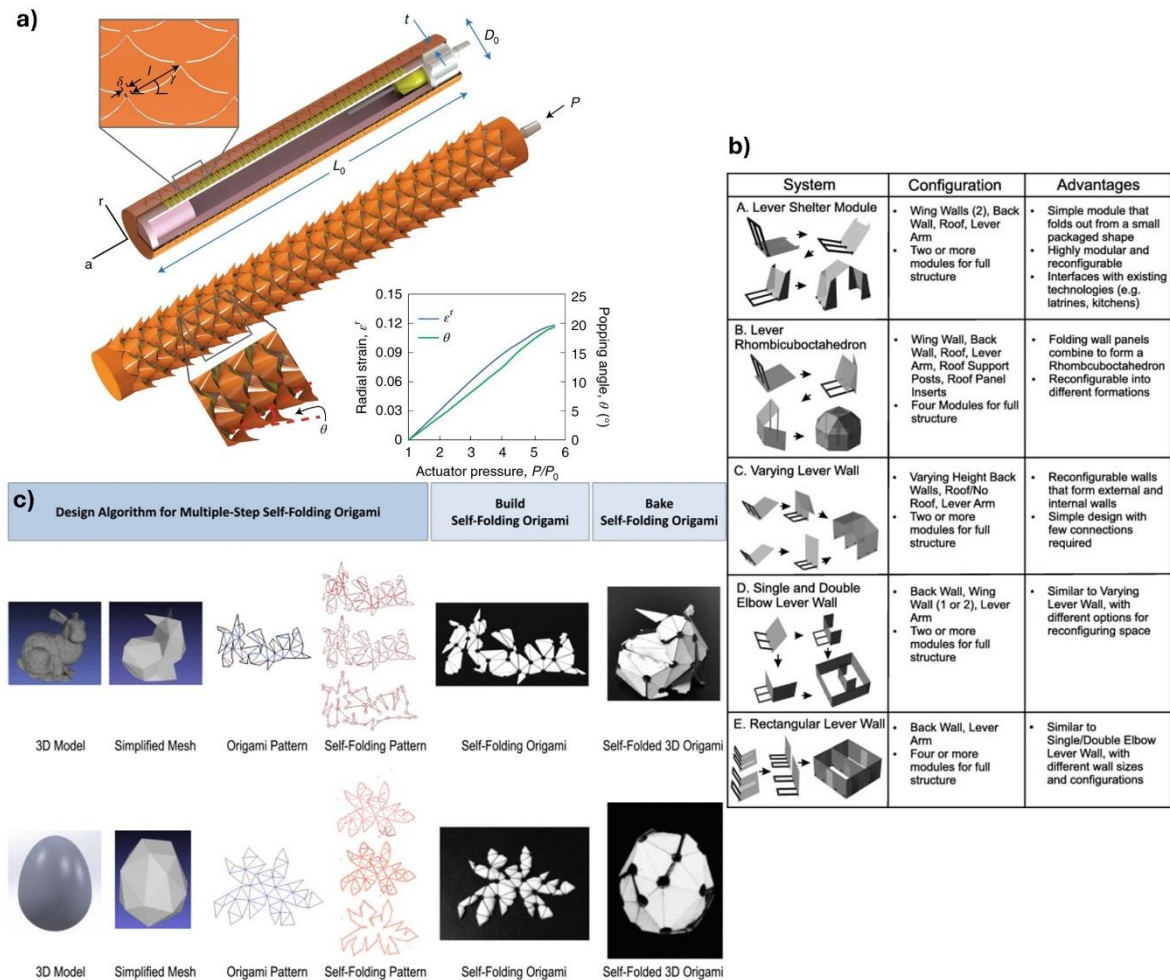 a)
t
D₀
δ
l
γ
P
L₀
r
a
θ
0.15
0.12
0.09
0.06
0.03
0
Radial strain, εʳ
εʳ
θ
25
20
15
10
5
0
Popping angle, θ (°)
1 2 3 4 5 6
Actuator pressure, P/P₀
b)
System
Configuration
Advantages
A. Lever Shelter Module
• Wing Walls (2), Back
Wall, Roof, Lever
Arm
• Two or more
modules for full
structure
• Simple module that
folds out from a small
packaged shape
• Highly modular and
reconfigurable
• Interfaces with existing
technologies (e.g.
latrines, kitchens)
B. Lever
Rhombicuboctahedron
• Wing Wall, Back
Wall, Roof, Lever
Arm, Roof Support
Posts, Roof Panel
Inserts
• Four Modules for full
structure
• Folding wall panels
combine to form a
Rhombcuboctahedron
• Reconfigurable into
different formations
C. Varying Lever Wall
• Varying Height Back
Walls, Roof/No
Roof, Lever Arm
• Two or more
modules for full
structure
• Reconfigurable walls
that form external and
internal walls
• Simple design with
few connections
required
D. Single and Double
Elbow Lever Wall
• Back Wall, Wing
Wall (1 or 2), Lever
Arm
• Two or more
modules for full
structure
• Similar to Varying
Lever Wall, with
different options for
reconfiguring space
E. Rectangular Lever Wall
• Back Wall, Lever
Arm
• Four or more
modules for full
structure
• Similar to
Single/Double Elbow
Lever Wall, with
different wall sizes
and configurations
c)
Design Algorithm for Multiple-Step Self-Folding Origami
Build
Self-Folding Origami
Bake
Self-Folding Origami
3D Model
Simplified Mesh
Origami Pattern
Self-Folding Pattern
Self-Folding Origami
Self-Folded 3D Origami
3D Model
Simplified Mesh
Origami Pattern
Self-Folding Pattern
Self-Folding Origami
Self-Folded 3D Origami